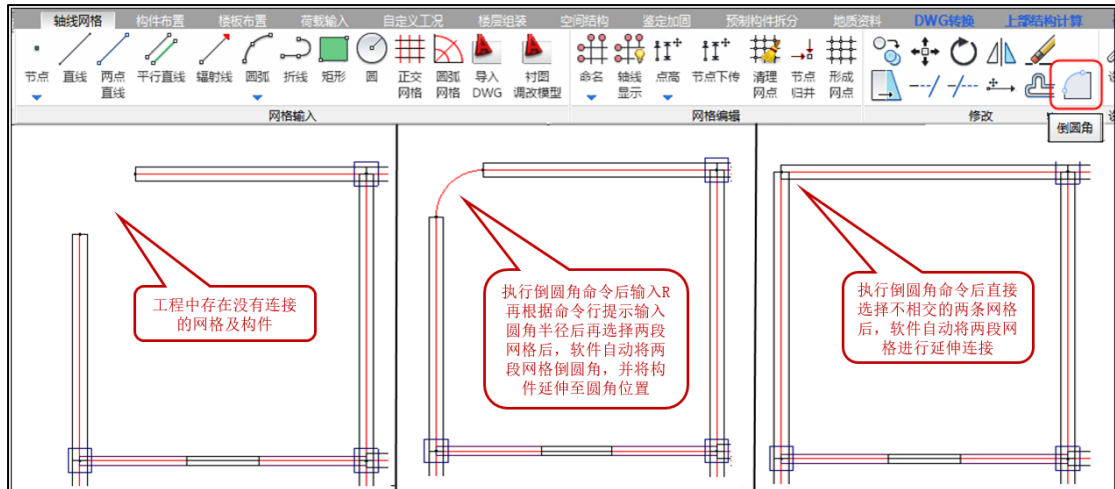 轴线网格 构件布置 楼板布置 荷载输入 自定义工况 楼层组装 空间结构 鉴定加固 预制构件拆分 地质资料 DWG转换 上部结构计算
节点 直线 两点直线 平行直线 辐射线 圆弧 折线 矩形 圆 正交网格 圆弧网格 导入DWG 衬图调改模型 命名 轴线显示 点高 节点下传 清理网点 节点归并 形成网点
网格输入 网格编辑 修改
倒圆角
工程中存在没有连接
的网格及构件
执行倒圆角命令后输入R
再根据命令行提示输入
圆角半径后再选择两段
网格后，软件自动将两
段网格倒圆角，并将构
件延伸至圆角位置
执行倒圆角命令后直接
选择不相交的两条网格
后，软件自动将两段网
格进行延伸连接